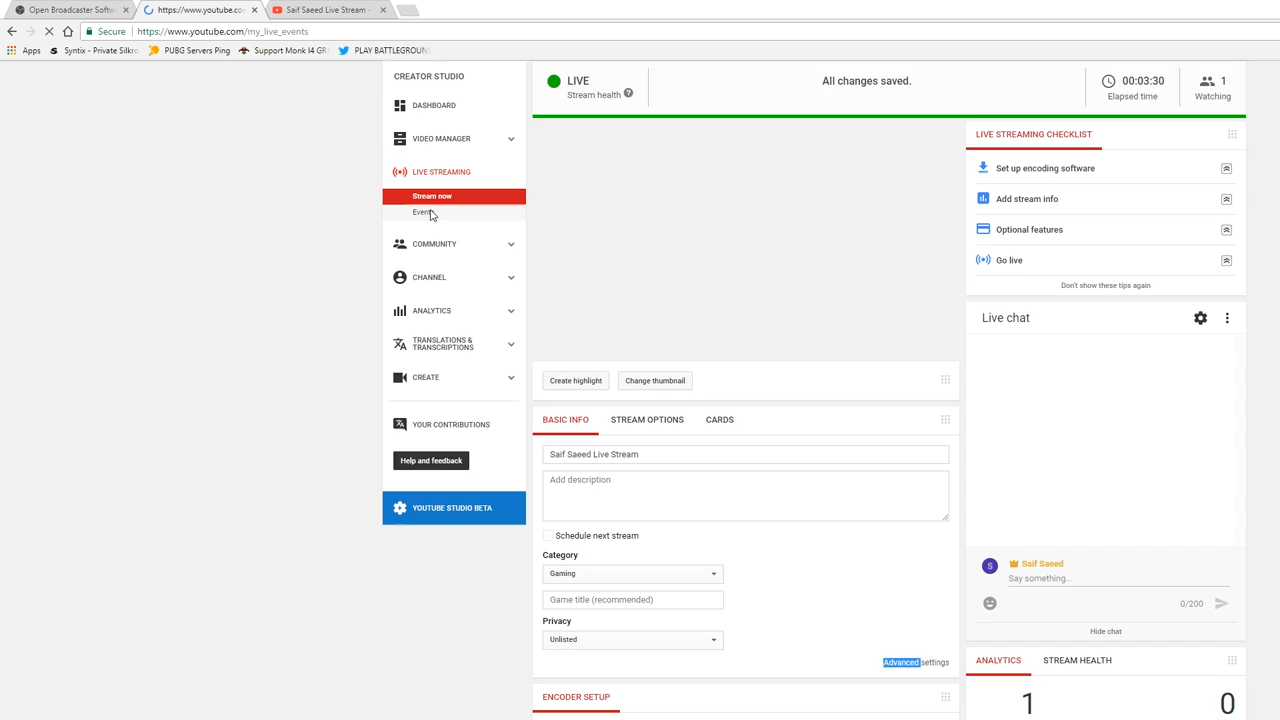 Open Broadcaster Softw
https://www.youtube.co
Saif Saeed Live Stream -
Secure
https://www.youtube.com/my_live_events
Apps
Syntix - Private Silkro
PUBG Servers Ping
Support Monk I4 GR
PLAY BATTLEGROUN
CREATOR STUDIO
DASHBOARD
VIDEO MANAGER
LIVE STREAMING
Stream now
Events
COMMUNITY
CHANNEL
ANALYTICS
TRANSLATIONS &
TRANSCRIPTIONS
CREATE
YOUR CONTRIBUTIONS
Help and feedback
YOUTUBE STUDIO BETA
LIVE
Stream health ?
All changes saved.
00:03:30
Elapsed time
1
Watching
Create highlight
Change thumbnail
BASIC INFO
STREAM OPTIONS
CARDS
Saif Saeed Live Stream
Add description
Schedule next stream
Category
Gaming
Game title (recommended)
Privacy
Unlisted
Advanced settings
ENCODER SETUP
LIVE STREAMING CHECKLIST
Set up encoding software
Add stream info
Optional features
Go live
Don't show these tips again
Live chat
S
Saif Saeed
Say something...
0/200
Hide chat
ANALYTICS
STREAM HEALTH
1
0